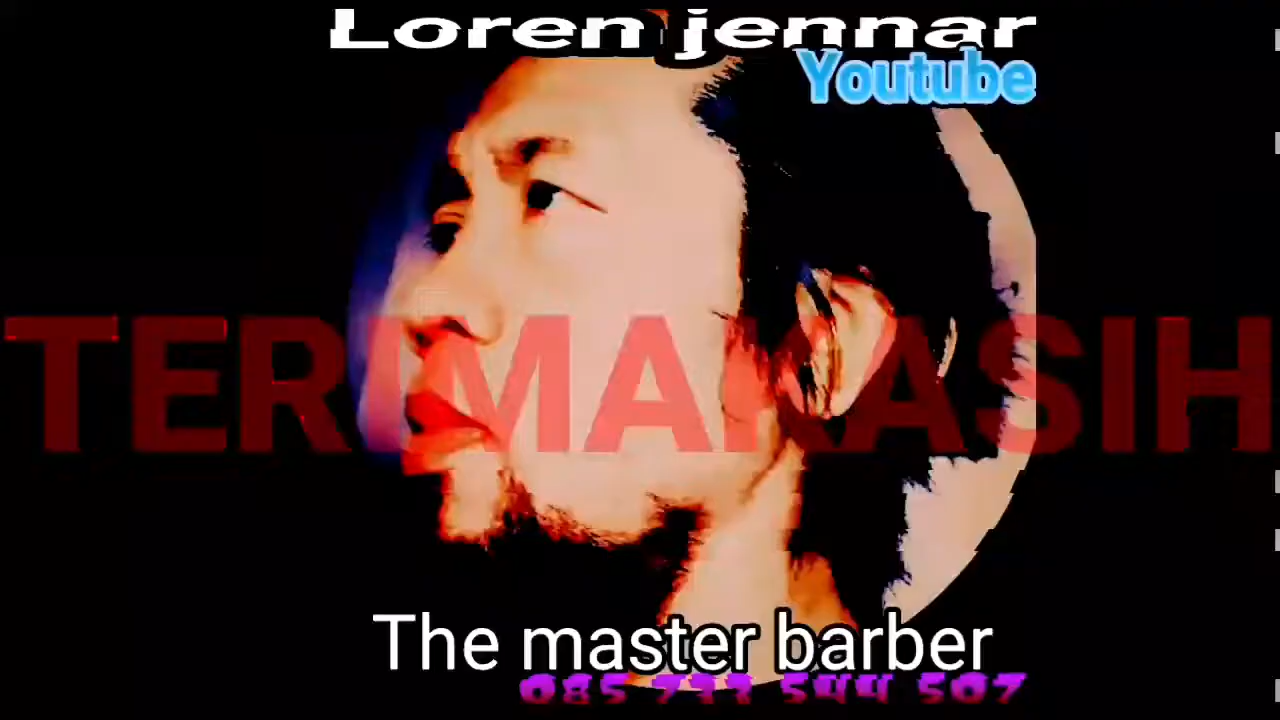 Loren jennar
Youtube
TERIMAKASIH
The master barber
085 733 544 507